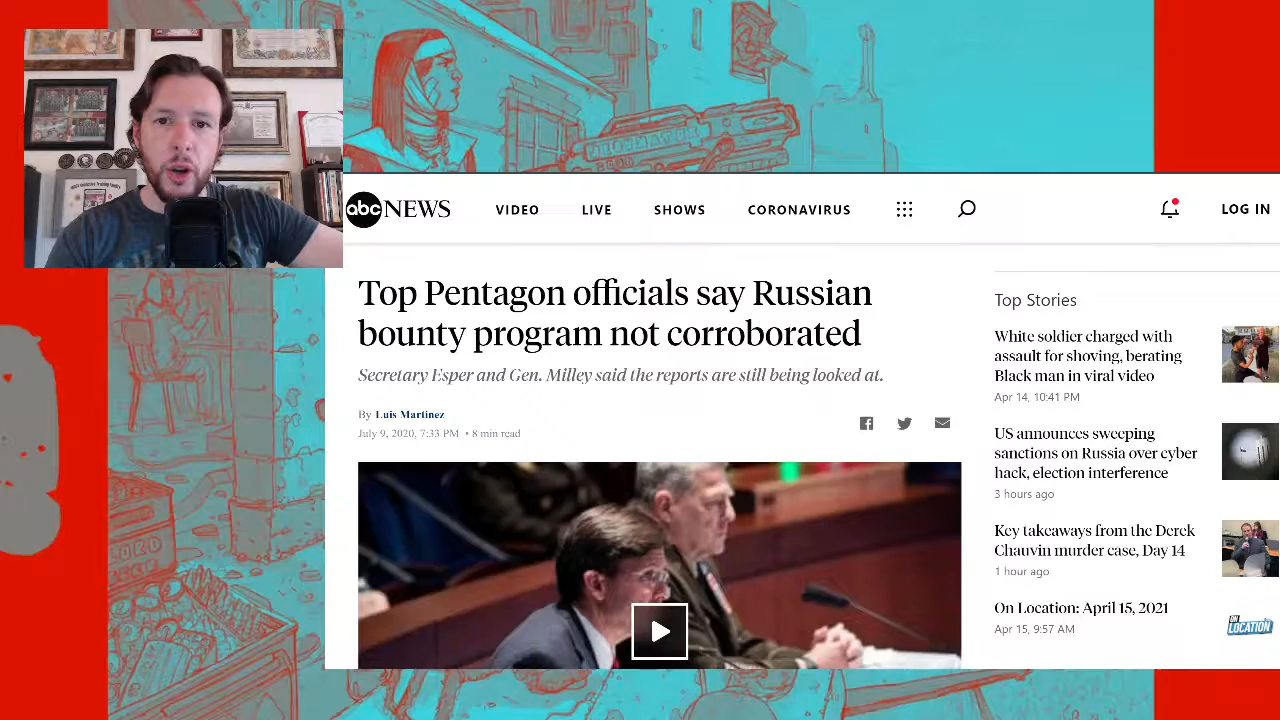 abc NEWS
VIDEO
LIVE
SHOWS
CORONAVIRUS
LOG IN
Top Pentagon officials say Russian
bounty program not corroborated
Secretary Esper and Gen. Milley said the reports are still being looked at.
By Luis Martinez
July 9, 2020, 7:33 PM • 8 min read
Top Stories
White soldier charged with
assault for shoving, berating
Black man in viral video
Apr 14, 10:41 PM
US announces sweeping
sanctions on Russia over cyber
hack, election interference
3 hours ago
Key takeaways from the Derek
Chauvin murder case, Day 14
1 hour ago
On Location: April 15, 2021
Apr 15, 9:57 AM
ON
LOCATION